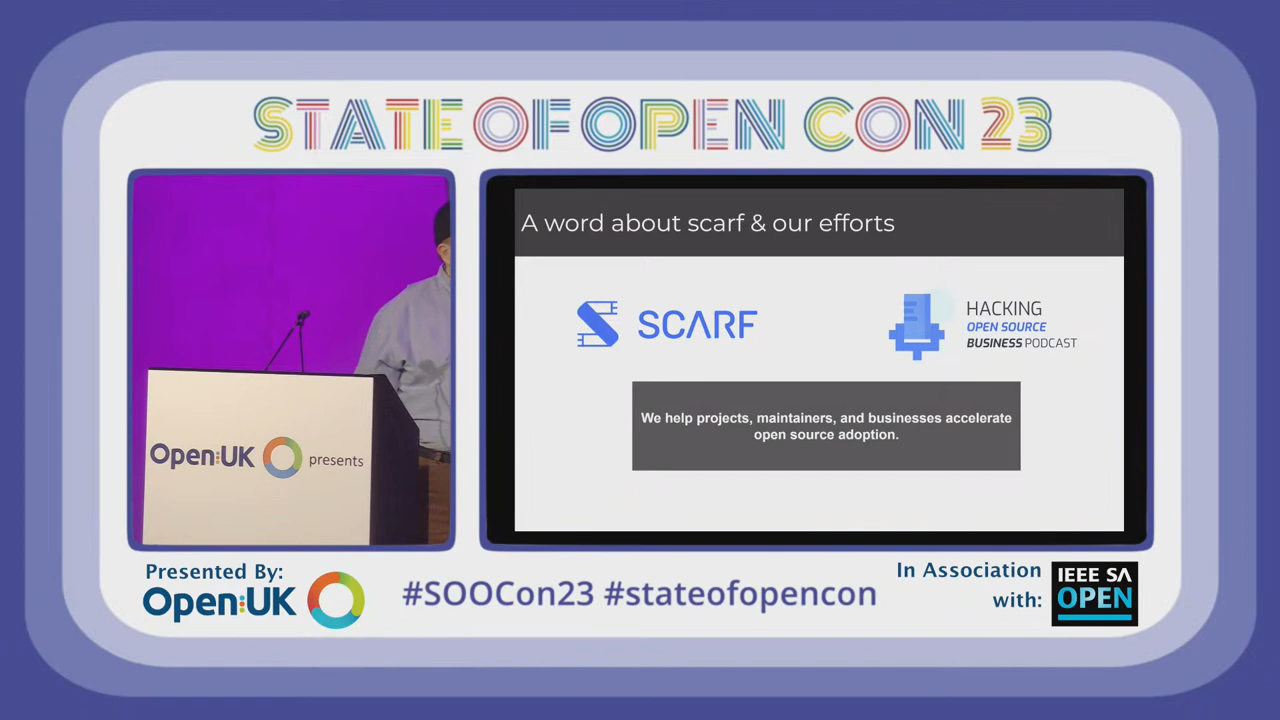 STATE OF OPEN CON 23
A word about scarf & our efforts
SCARF
HACKING
OPEN SOURCE
BUSINESS PODCAST
We help projects, maintainers, and businesses accelerate
open source adoption.
Open:UK presents
Presented By:
Open:UK
#SOOCon23 #stateofopencon
In Association
with:
IEEE SA
OPEN